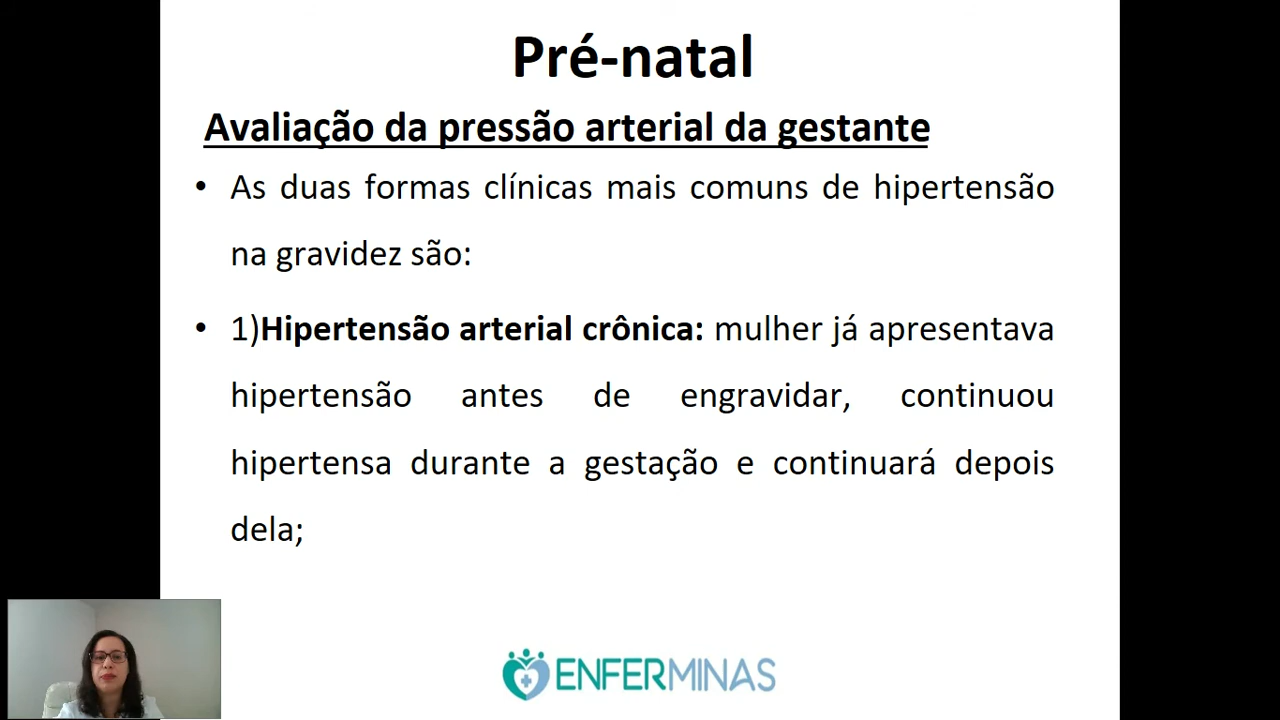 Pré-natal
Avaliação da pressão arterial da gestante
• As duas formas clínicas mais comuns de hipertensão
na gravidez são:
• 1)Hipertensão arterial crônica: mulher já apresentava
hipertensão antes de engravidar, continuou
hipertensa durante a gestação e continuará depois
dela;
ENFERMINAS